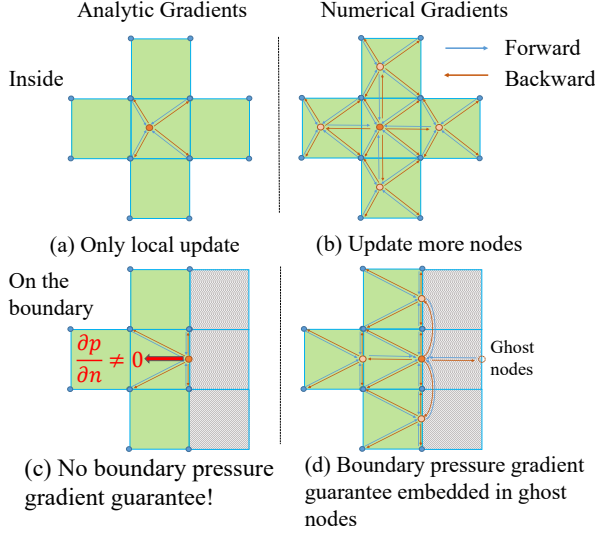 Analytic Gradients
Numerical Gradients
Forward
Backward
Inside
(a) Only local update
(b) Update more nodes
On the
boundary
∂p/∂n ≠ 0
Ghost
nodes
(c) No boundary pressure
gradient guarantee!
(d) Boundary pressure gradient
guarantee embedded in ghost
nodes